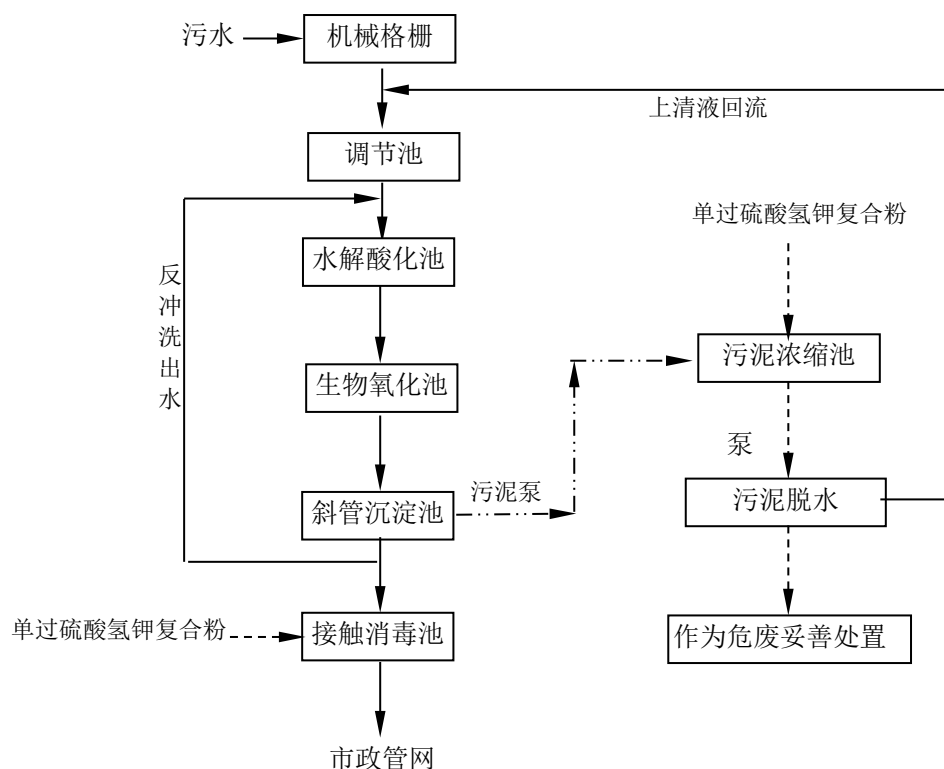 污水
机械格栅
上清液回流
调节池
单过硫酸氢钾复合粉
水解酸化池
反冲洗出水
污泥浓缩池
生物氧化池
泵
污泥泵
斜管沉淀池
污泥脱水
单过硫酸氢钾复合粉
接触消毒池
作为危废妥善处置
市政管网